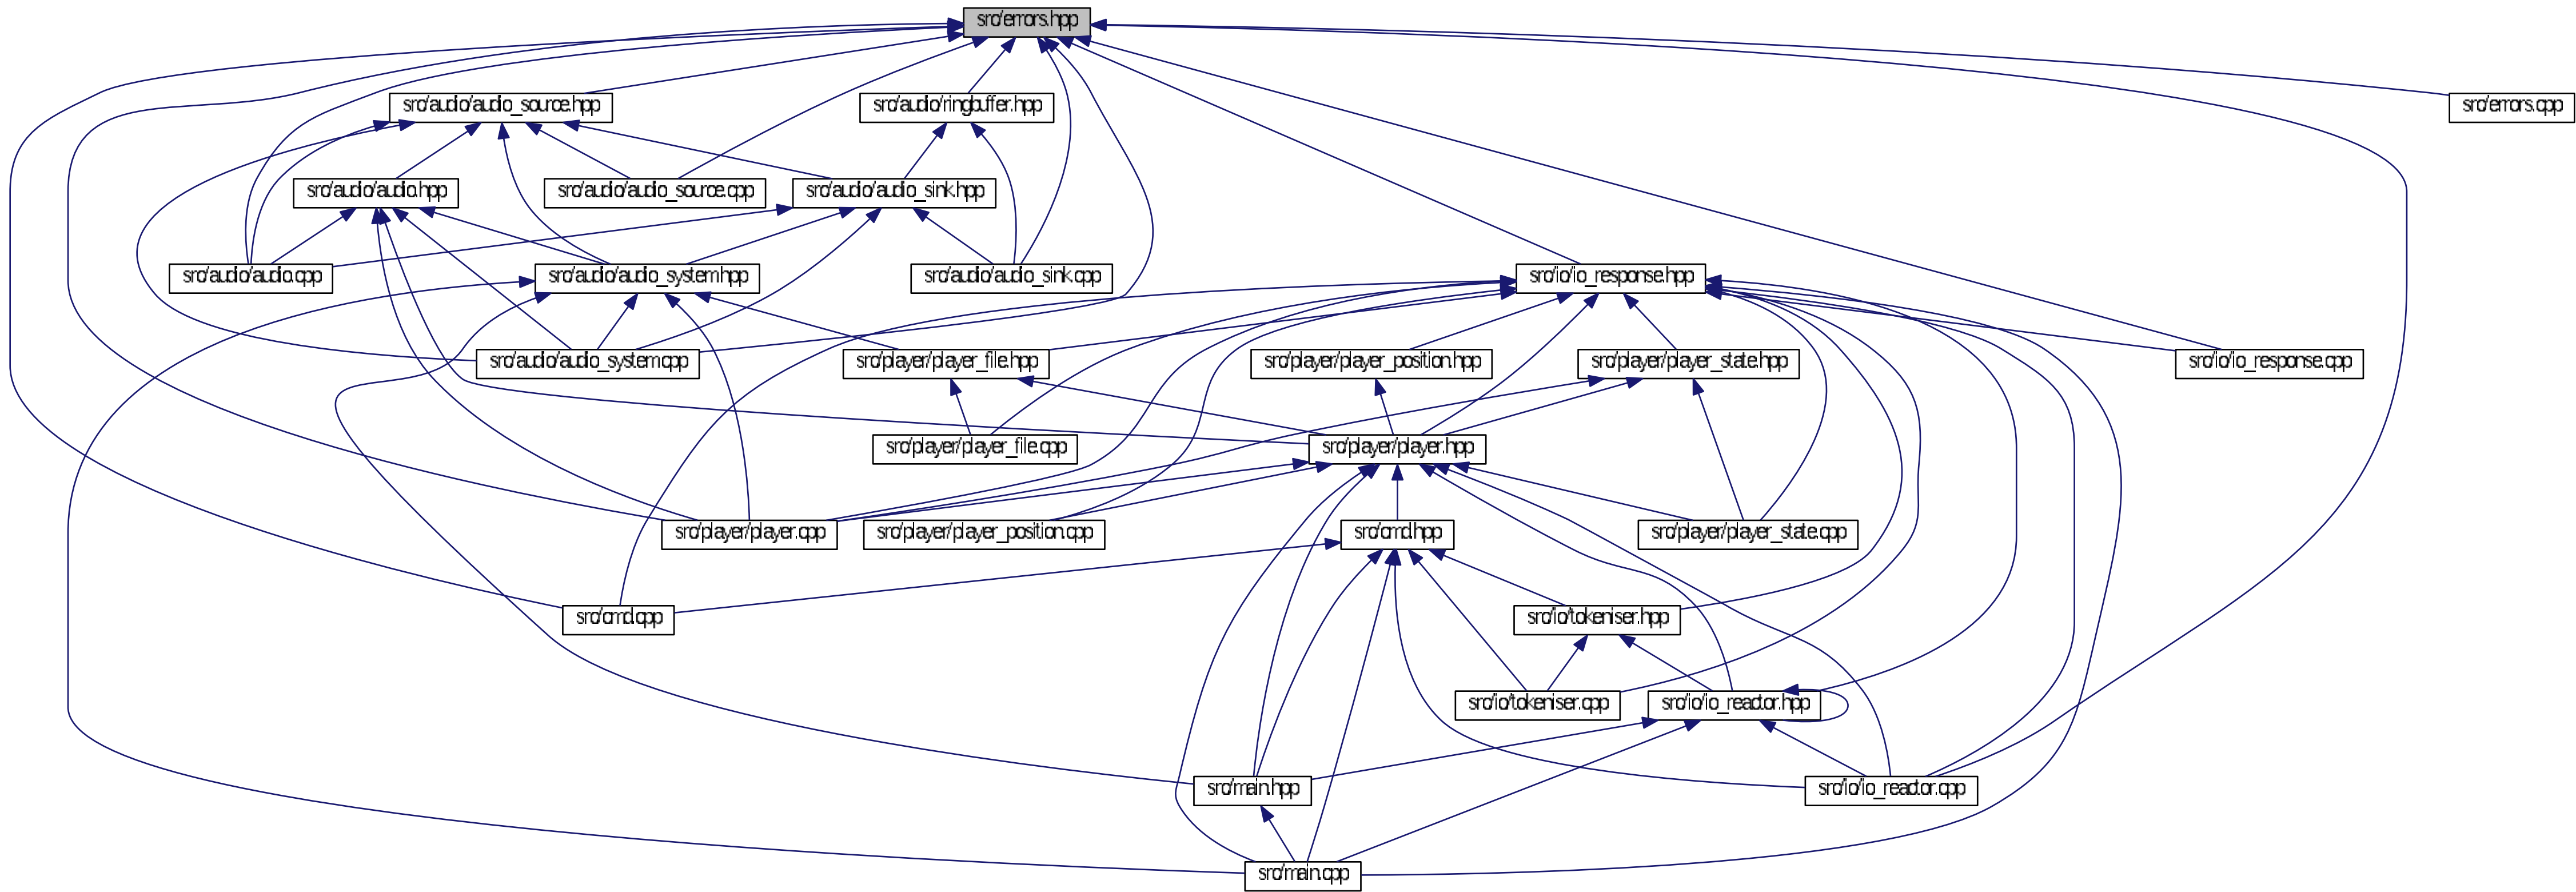 src/errors.hpp
src/audio/audio_source.hpp
src/audio/ringbuffer.hpp
src/errors.cpp
src/audio/audio.hpp
src/audio/audio_source.cpp
src/audio/audio_sink.hpp
src/audio/audio.cpp
src/audio/audio_system.hpp
src/audio/audio_sink.cpp
src/io/io_response.hpp
src/audio/audio_system.cpp
src/player/player_file.hpp
src/player/player_position.hpp
src/player/player_state.hpp
src/io/io_response.cpp
src/player/player_file.cpp
src/player/player.hpp
src/player/player.cpp
src/player/player_position.cpp
src/cmd.hpp
src/player/player_state.cpp
src/cmd.cpp
src/io/tokeniser.hpp
src/io/tokeniser.cpp
src/io/io_reactor.hpp
src/main.hpp
src/io/io_reactor.cpp
src/main.cpp